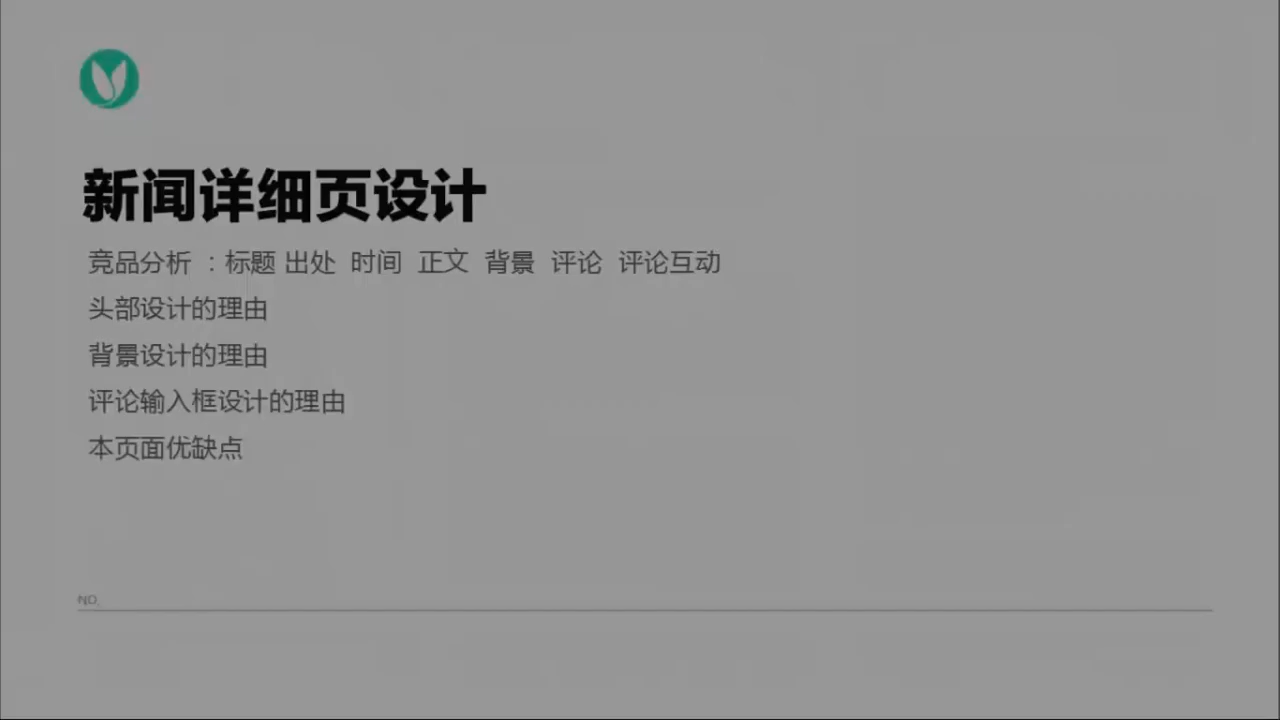 新闻详细页设计
竞品分析 ：标题 出处 时间 正文 背景 评论 评论互动
头部设计的理由
背景设计的理由
评论输入框设计的理由
本页面优缺点
NO.